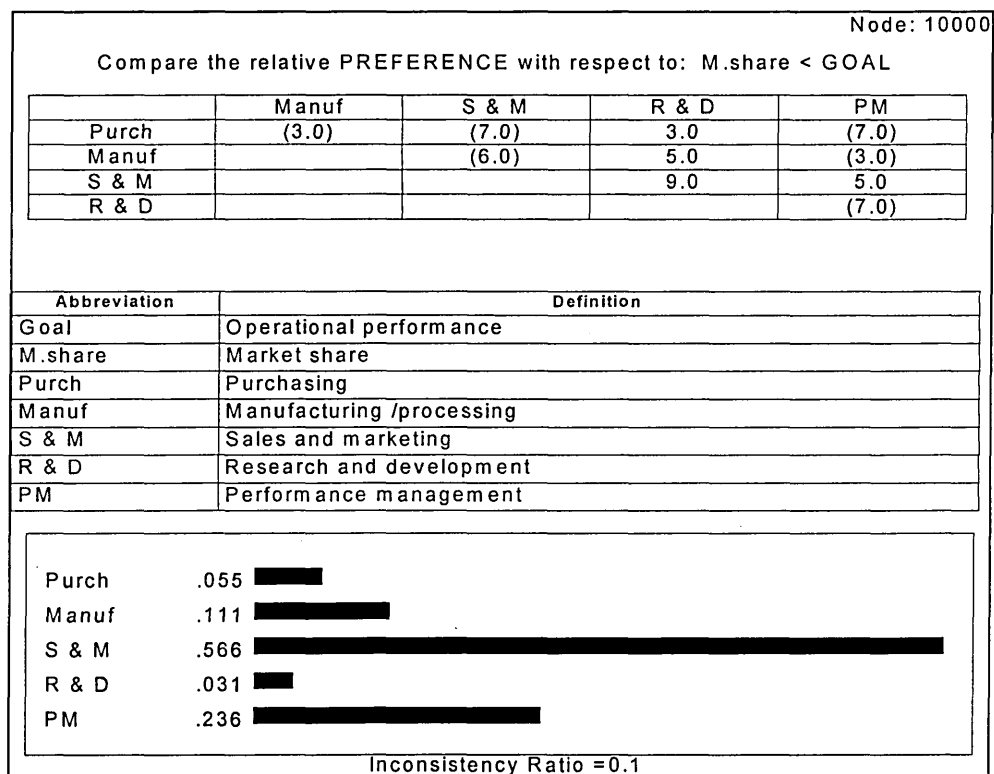 Node: 10000
Compare the relative PREFERENCE with respect to: M.share < GOAL
Manuf S & M R & D PM
Purch (3.0) (7.0) 3.0 (7.0)
Manuf (6.0) 5.0 (3.0)
S & M 9.0 5.0
R & D (7.0)
Abbreviation Definition
Goal Operational performance
M.share Market share
Purch Purchasing
Manuf Manufacturing /processing
S & M Sales and marketing
R & D Research and development
PM Performance management
Purch .055
Manuf .111
S & M .566
R & D .031
PM .236
Inconsistency Ratio =0.1